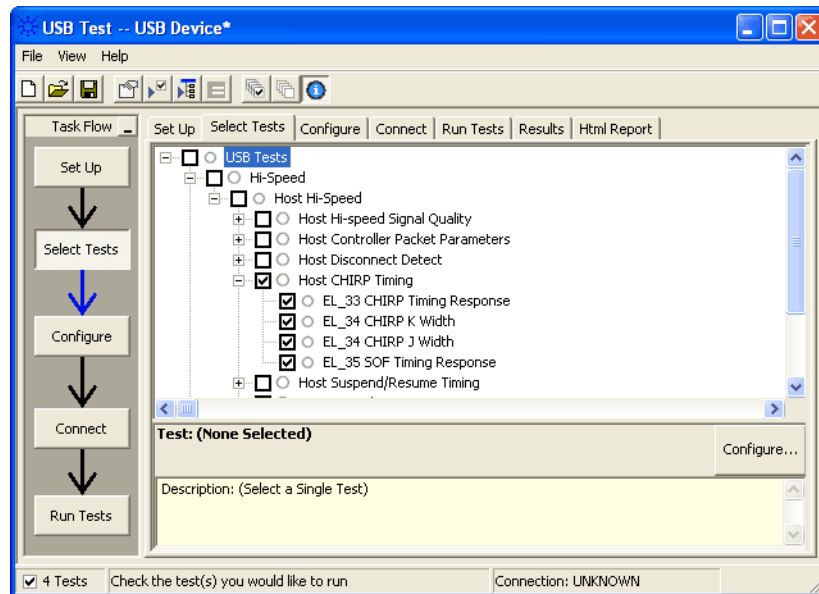 USB Test -- USB Device*
File View Help
Task Flow
Set Up
Select Tests
Configure
Connect
Run Tests
Set Up Select Tests Configure Connect Run Tests Results Html Report
USB Tests
Hi-Speed
Host Hi-Speed
Host Hi-speed Signal Quality
Host Controller Packet Parameters
Host Disconnect Detect
Host CHIRP Timing
EL_33 CHIRP Timing Response
EL_34 CHIRP K Width
EL_34 CHIRP J Width
EL_35 SOF Timing Response
Host Suspend/Resume Timing
Test: (None Selected)
Configure...
Description: (Select a Single Test)
4 Tests Check the test(s) you would like to run Connection: UNKNOWN